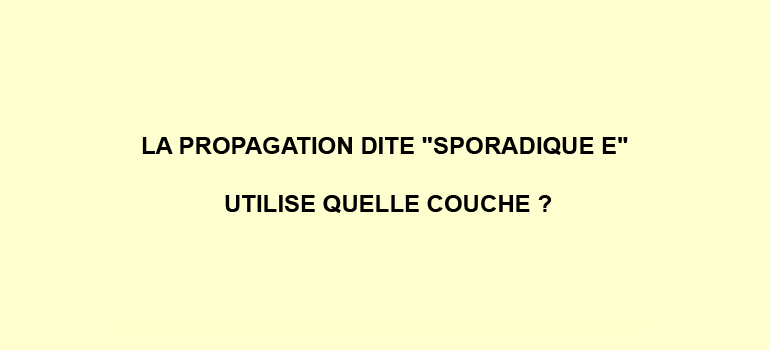 LA PROPAGATION DITE "SPORADIQUE E"
UTILISE QUELLE COUCHE ?